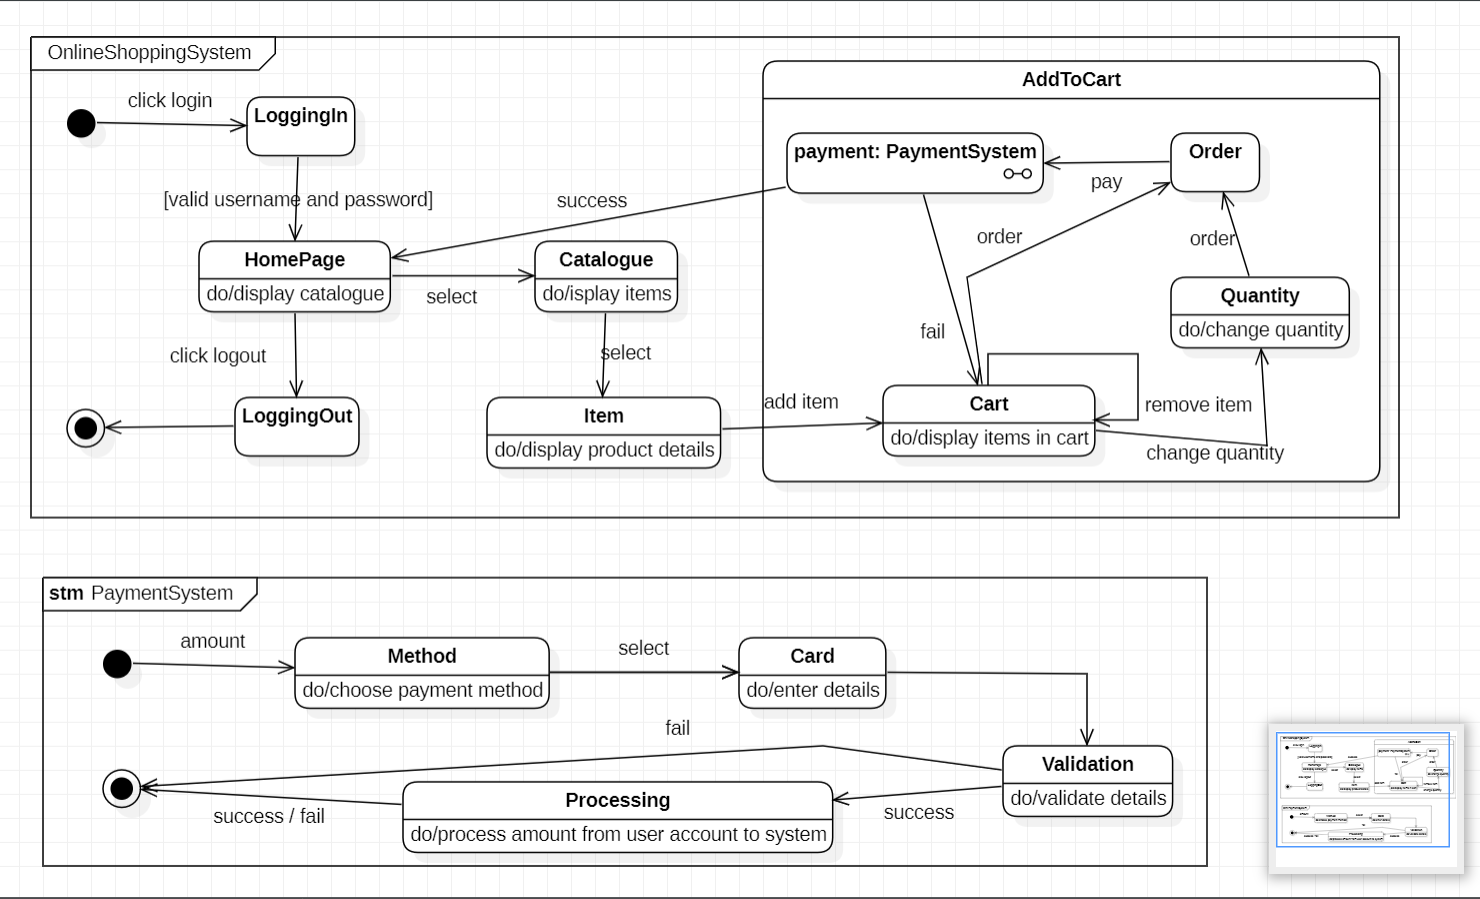 OnlineShoppingSystem
AddToCart
click login
LoggingIn
payment: PaymentSystem
Order
pay
[valid username and password]
success
order
order
HomePage
do/display catalogue
Catalogue
do/isplay items
select
Quantity
do/change quantity
fail
click logout
select
LoggingOut
Item
do/display product details
add item
Cart
do/display items in cart
remove item
change quantity
stm PaymentSystem
amount
Method
do/choose payment method
select
Card
do/enter details
fail
Validation
do/validate details
Processing
do/process amount from user account to system
success / fail
success